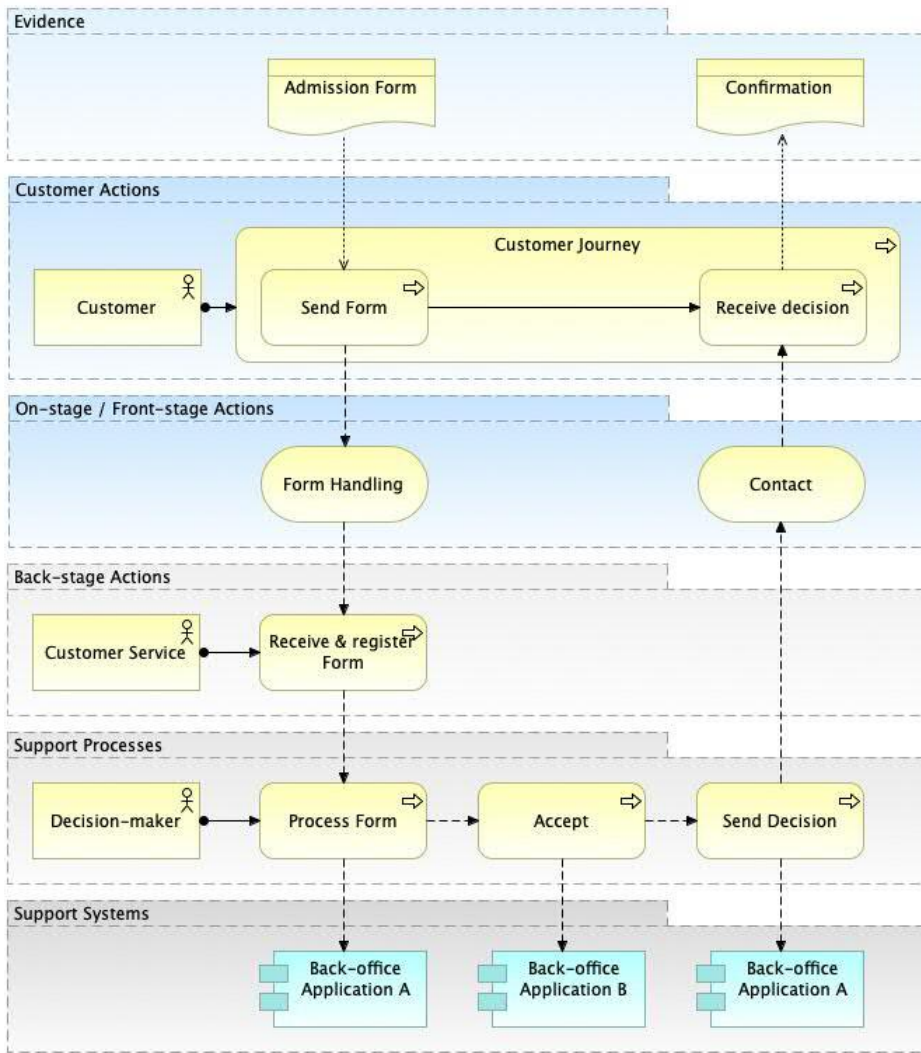 Evidence
Admission Form
Confirmation
Customer Actions
Customer Journey
Customer
Send Form
Receive decision
On-stage / Front-stage Actions
Form Handling
Contact
Back-stage Actions
Customer Service
Receive & register
Form
Support Processes
Decision-maker
Process Form
Accept
Send Decision
Support Systems
Back-office
Application A
Back-office
Application B
Back-office
Application A